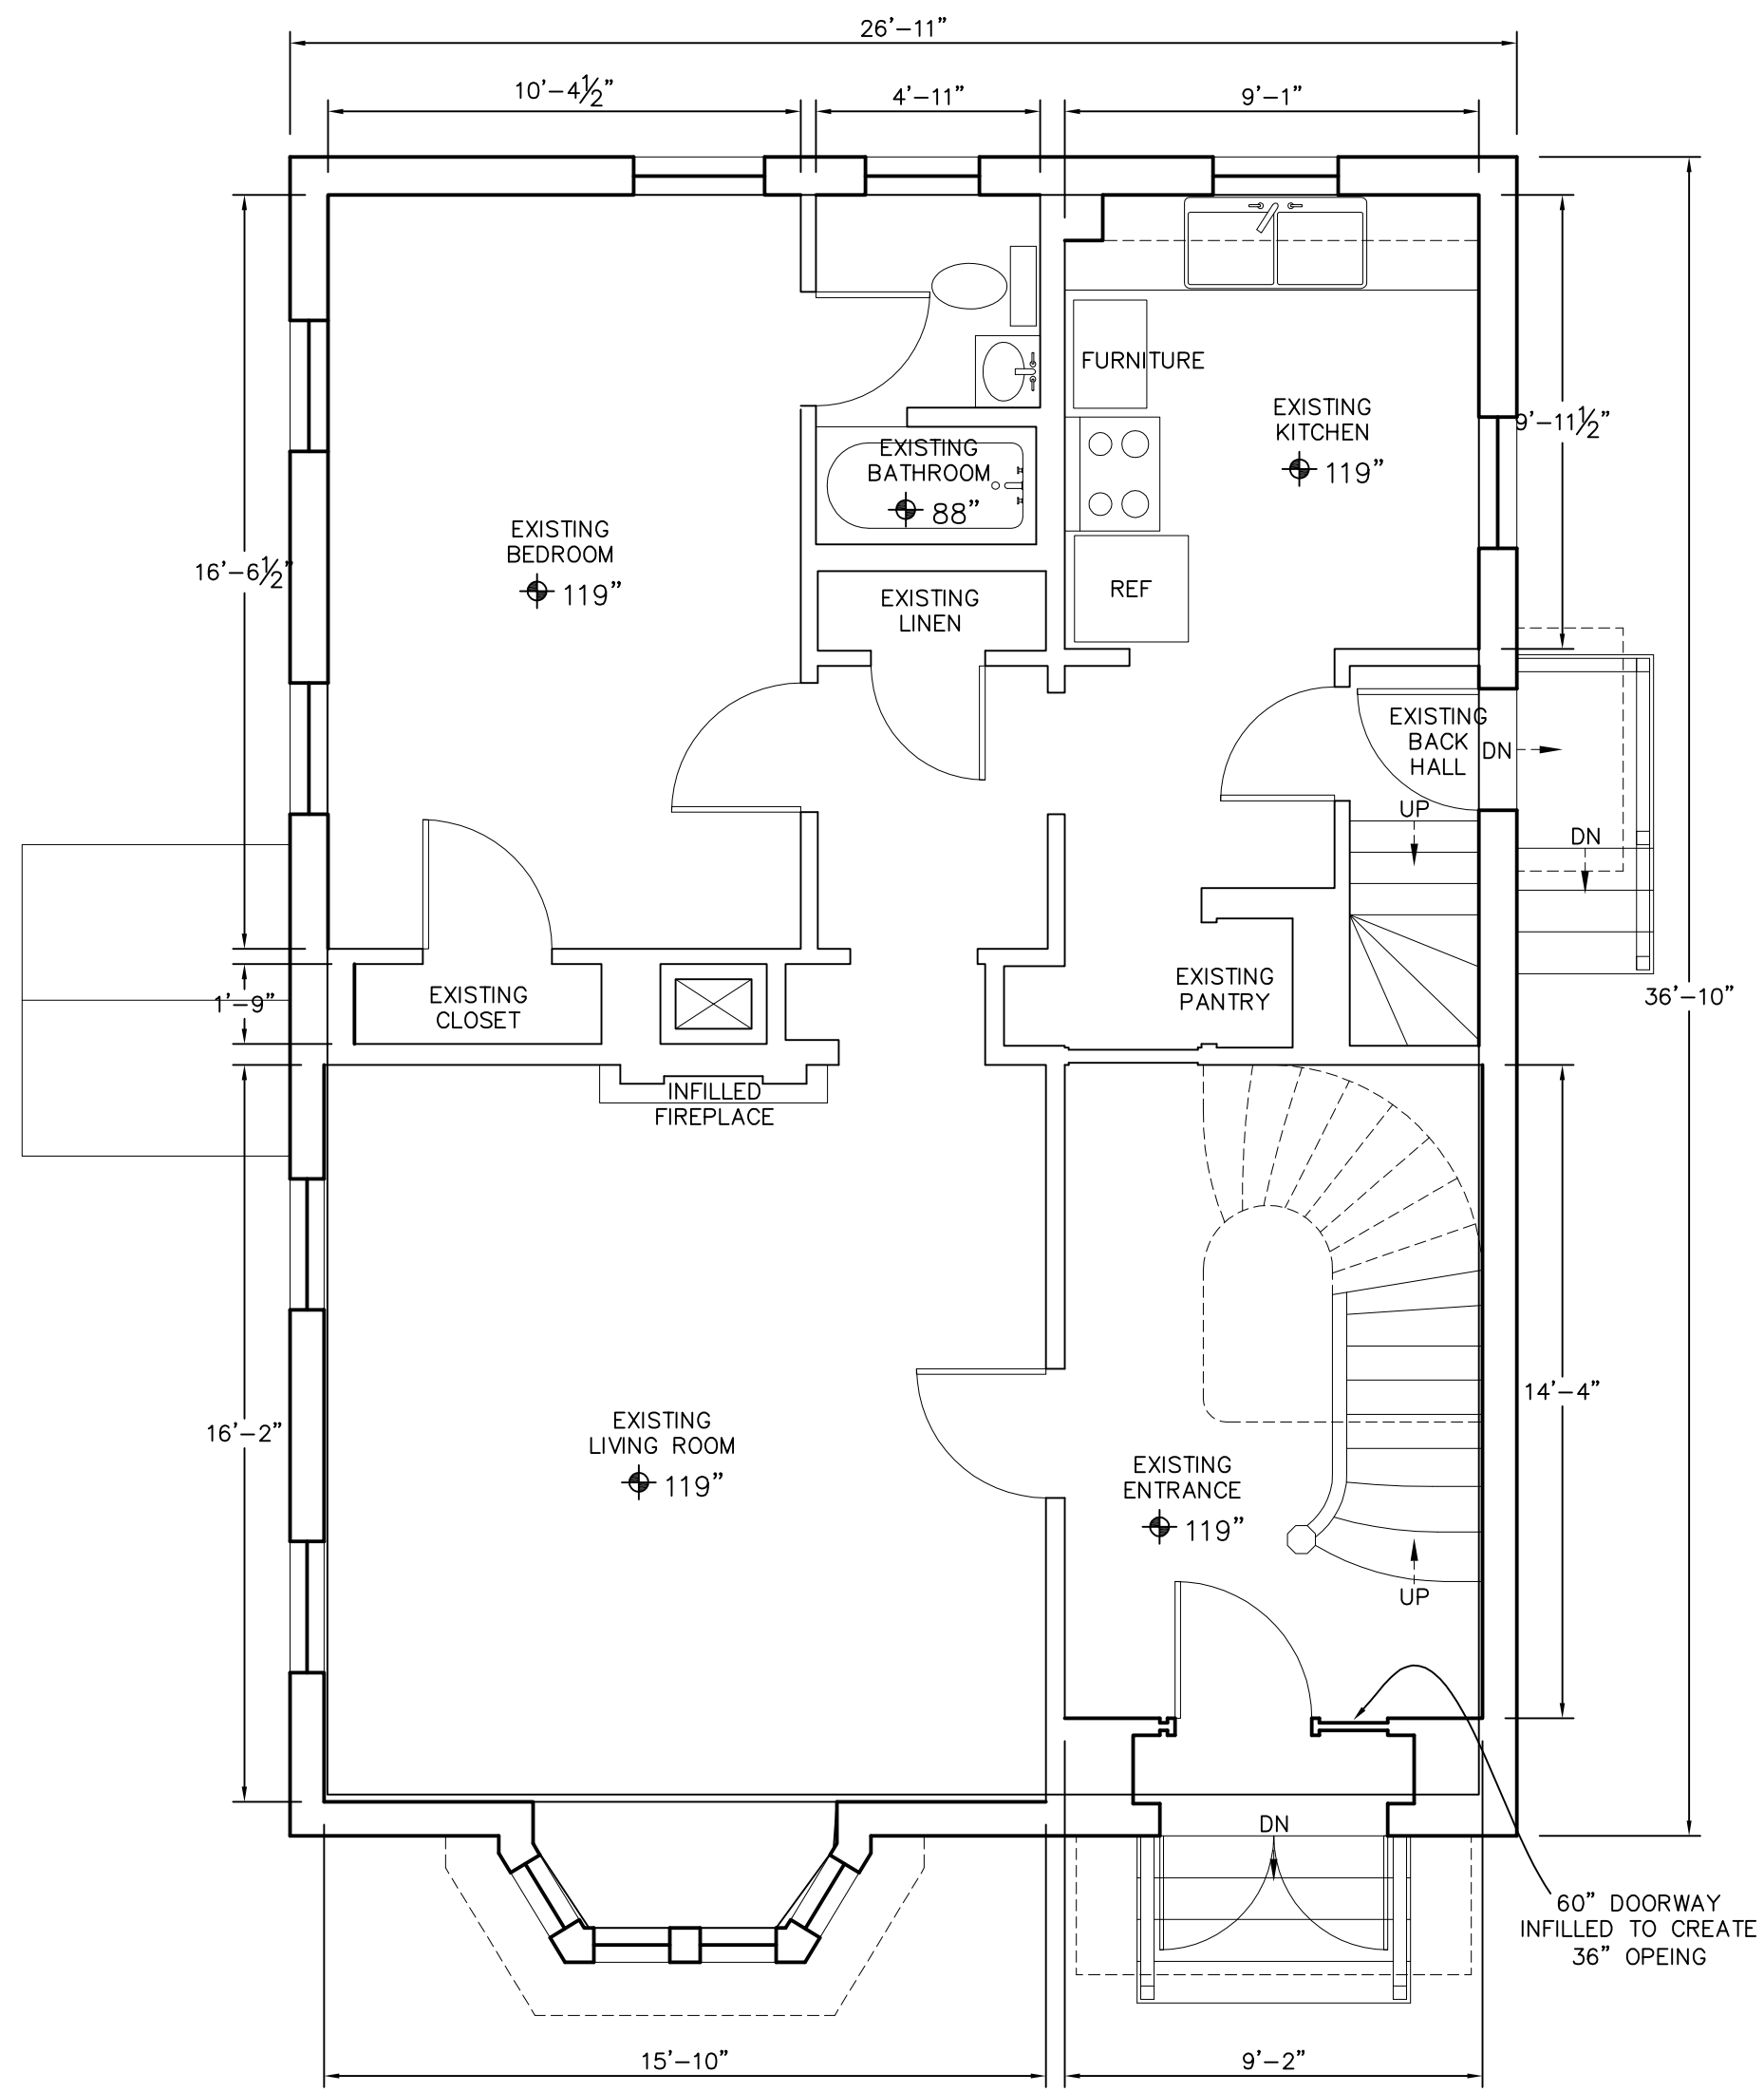 26'-11"
10'-4½"
4'-11"
9'-1"
FURNITURE
EXISTING
KITCHEN
119"
9'-11½"
EXISTING
BATHROOM
88"
EXISTING
BEDROOM
119"
16'-6½"
EXISTING
LINEN
REF
EXISTING
BACK
HALL
DN
UP
DN
EXISTING
CLOSET
1'-9"
EXISTING
PANTRY
36'-10"
INFILLED
FIREPLACE
14'-4"
16'-2"
EXISTING
LIVING ROOM
119"
EXISTING
ENTRANCE
119"
UP
DN
60" DOORWAY
INFILLED TO CREATE
36" OPEING
15'-10"
9'-2"